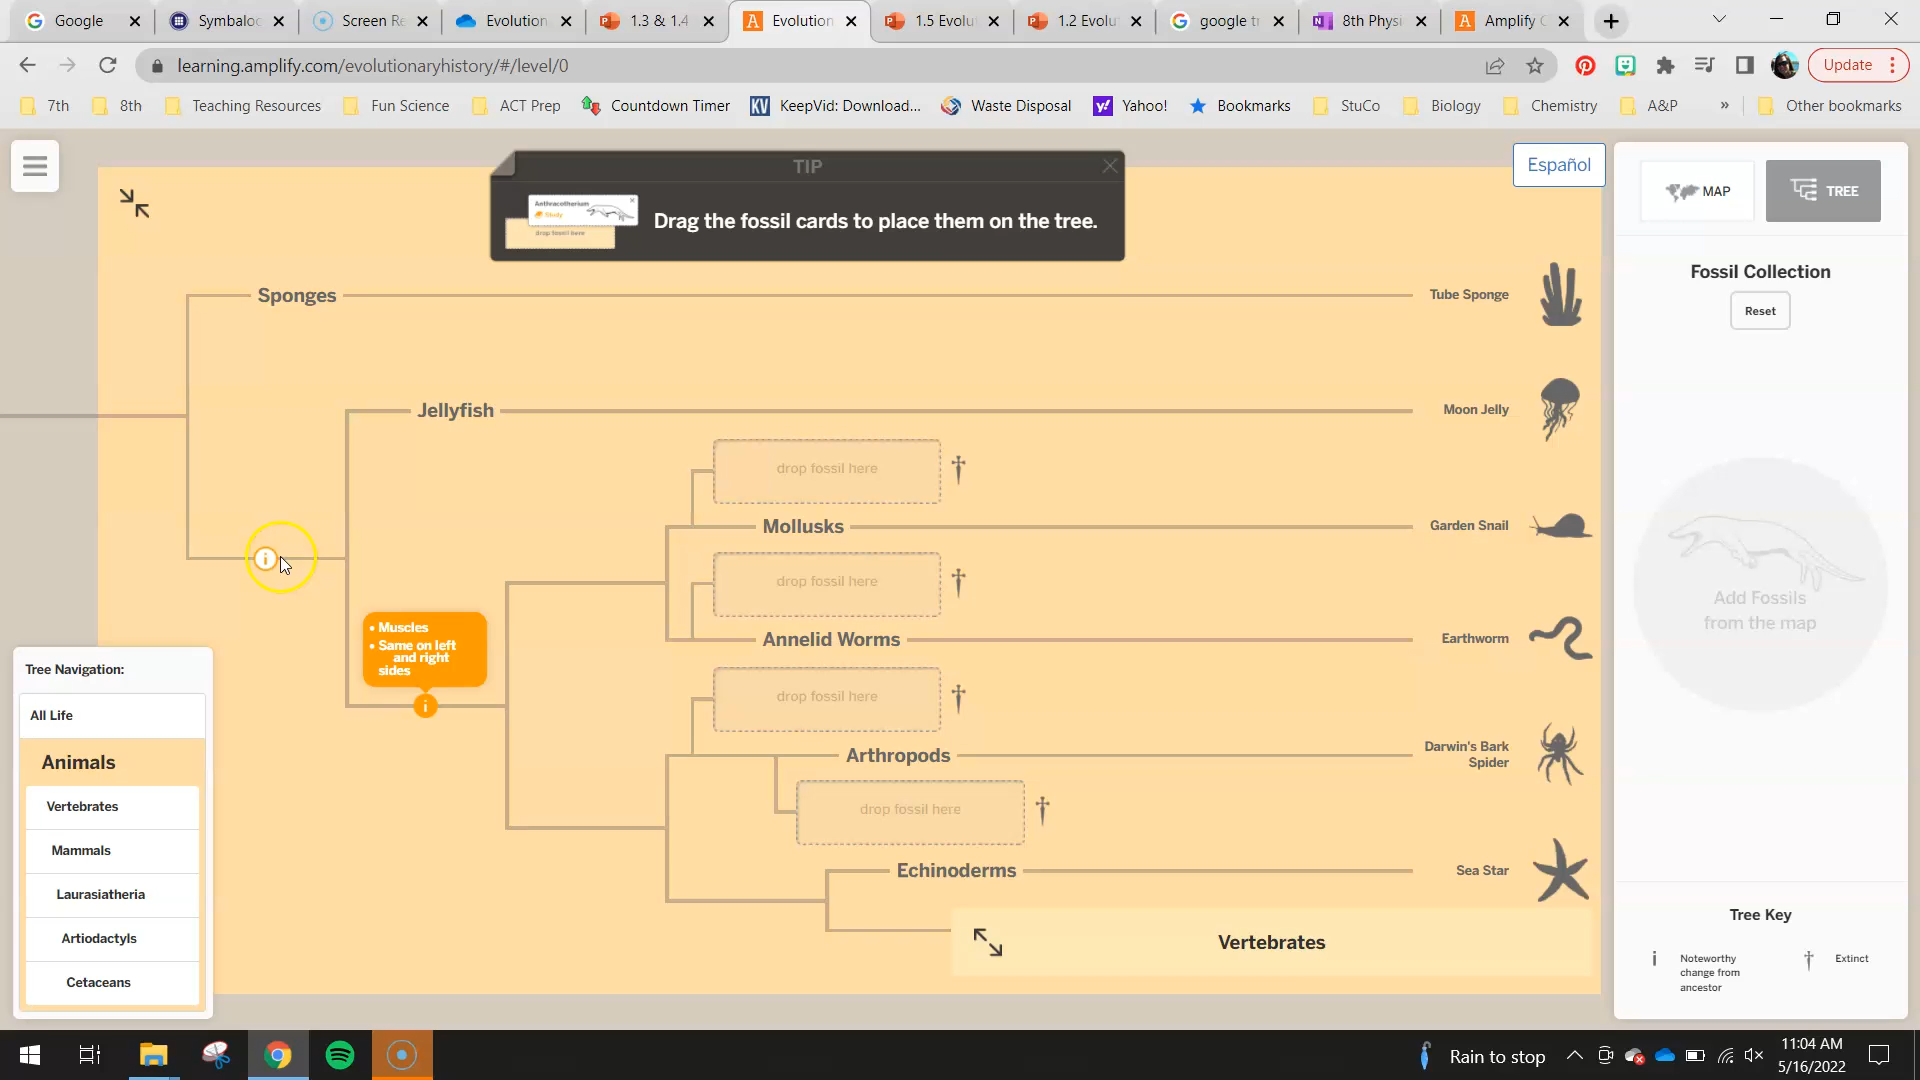 Google
Symbaloo
Screen Re
Evolution
1.3 & 1.4
Evolution
1.5 Evolu
1.2 Evolu
google tr
8th Physi
Amplify C
learning.amplify.com/evolutionaryhistory/#/level/0
Update
7th
8th
Teaching Resources
Fun Science
ACT Prep
Countdown Timer
KV
KeepVid: Download...
Waste Disposal
Yahoo!
Bookmarks
StuCo
Biology
Chemistry
A&P
»
Other bookmarks
TIP
Anthracotherium
Study
drop fossil here
Drag the fossil cards to place them on the tree.
Español
MAP
TREE
Fossil Collection
Reset
Sponges
Tube Sponge
Jellyfish
Moon Jelly
drop fossil here
Mollusks
Garden Snail
drop fossil here
Annelid Worms
Earthworm
• Muscles
• Same on left
and right
sides
drop fossil here
Arthropods
Darwin's Bark
Spider
drop fossil here
Echinoderms
Sea Star
Vertebrates
Add Fossils
from the map
Tree Navigation:
All Life
Animals
Vertebrates
Mammals
Laurasiatheria
Artiodactyls
Cetaceans
Tree Key
i Noteworthy
change from
ancestor
† Extinct
Rain to stop
11:04 AM
5/16/2022